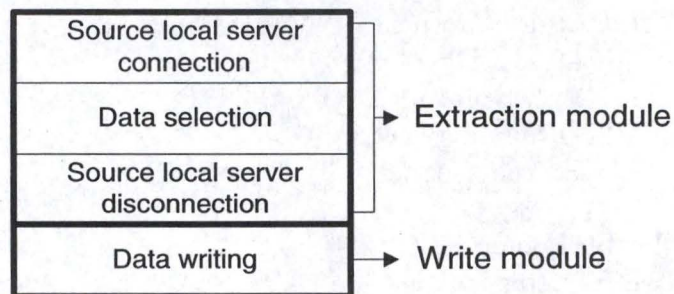 Source local server
connection
Data selection
Extraction module
Source local server
disconnection
Data writing
Write module